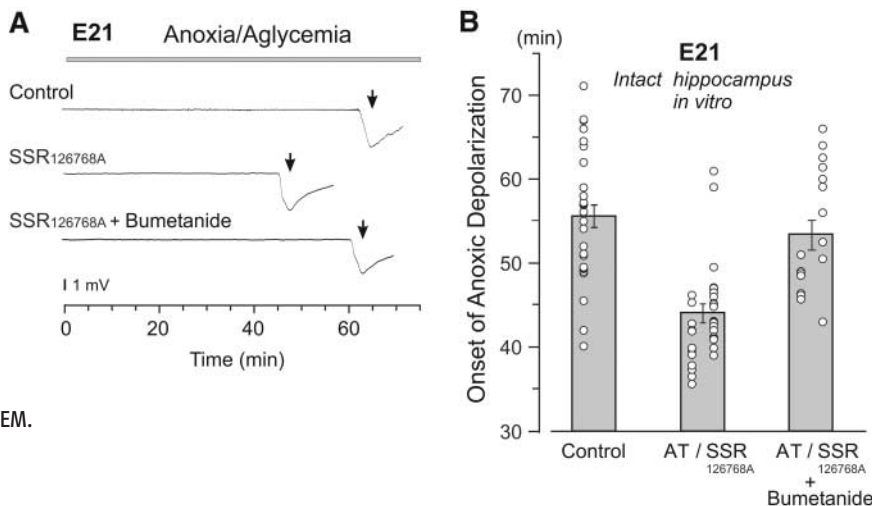 A
E21 Anoxia/Aglycemia
Control
SSR126768A
SSR126768A + Bumetanide
1 mV
0 20 40 60
Time (min)
EM.
B
(min)
E21
Intact hippocampus
in vitro
Onset of Anoxic Depolarization
70
60
50
40
30
Control
AT / SSR
126768A
AT / SSR
126768A
+
Bumetanide